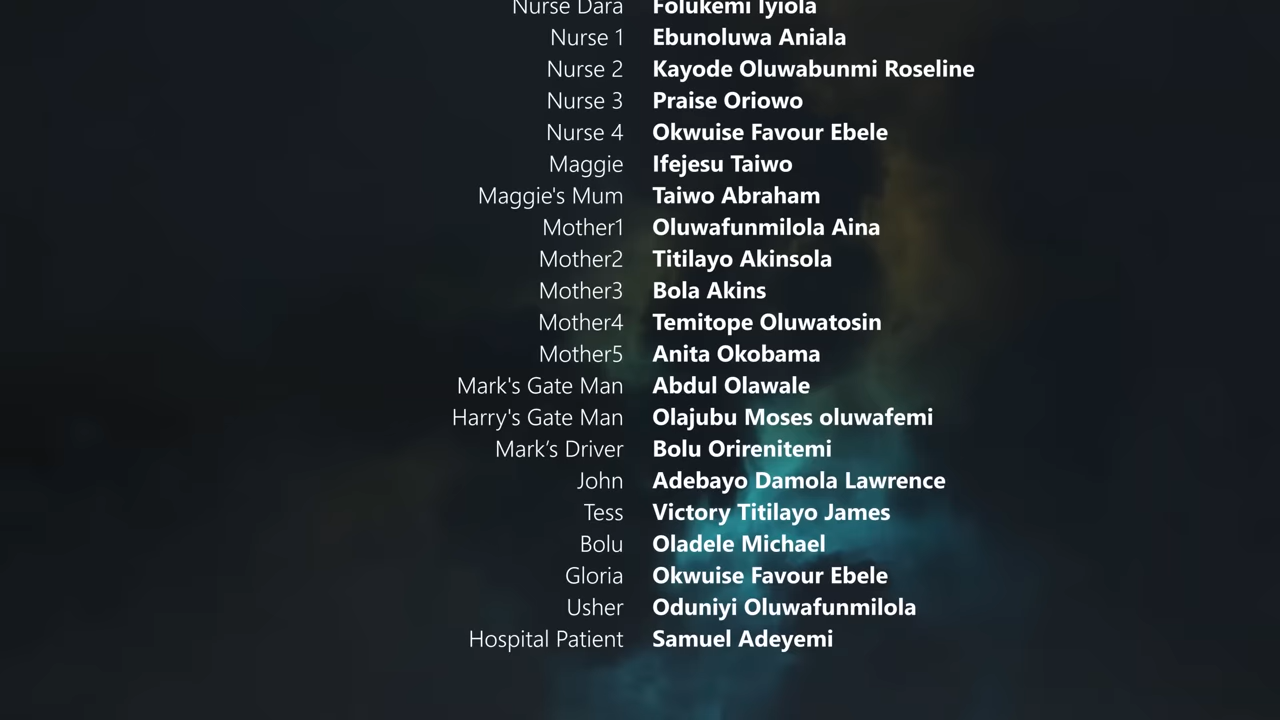 Nurse Dara Folukemi Iyiola
Nurse 1 Ebunoluwa Aniala
Nurse 2 Kayode Oluwabunmi Roseline
Nurse 3 Praise Oriowo
Nurse 4 Okwuise Favour Ebele
Maggie Ifejesu Taiwo
Maggie's Mum Taiwo Abraham
Mother1 Oluwafunmilola Aina
Mother2 Titilayo Akinsola
Mother3 Bola Akins
Mother4 Temitope Oluwatosin
Mother5 Anita Okobama
Mark's Gate Man Abdul Olawale
Harry's Gate Man Olajubu Moses oluwafemi
Mark’s Driver Bolu Orirenitemi
John Adebayo Damola Lawrence
Tess Victory Titilayo James
Bolu Oladele Michael
Gloria Okwuise Favour Ebele
Usher Oduniyi Oluwafunmilola
Hospital Patient Samuel Adeyemi